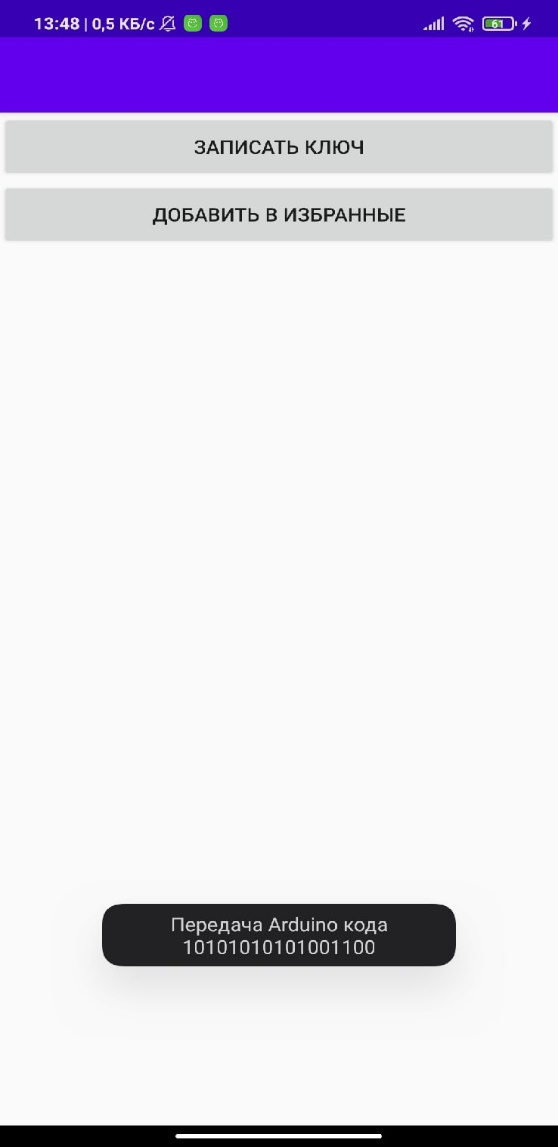 13:48 | 0,5 КБ/с 61
ЗАПИСАТЬ КЛЮЧ
ДОБАВИТЬ В ИЗБРАННЫЕ
Передача Arduino кода
10101010101001100